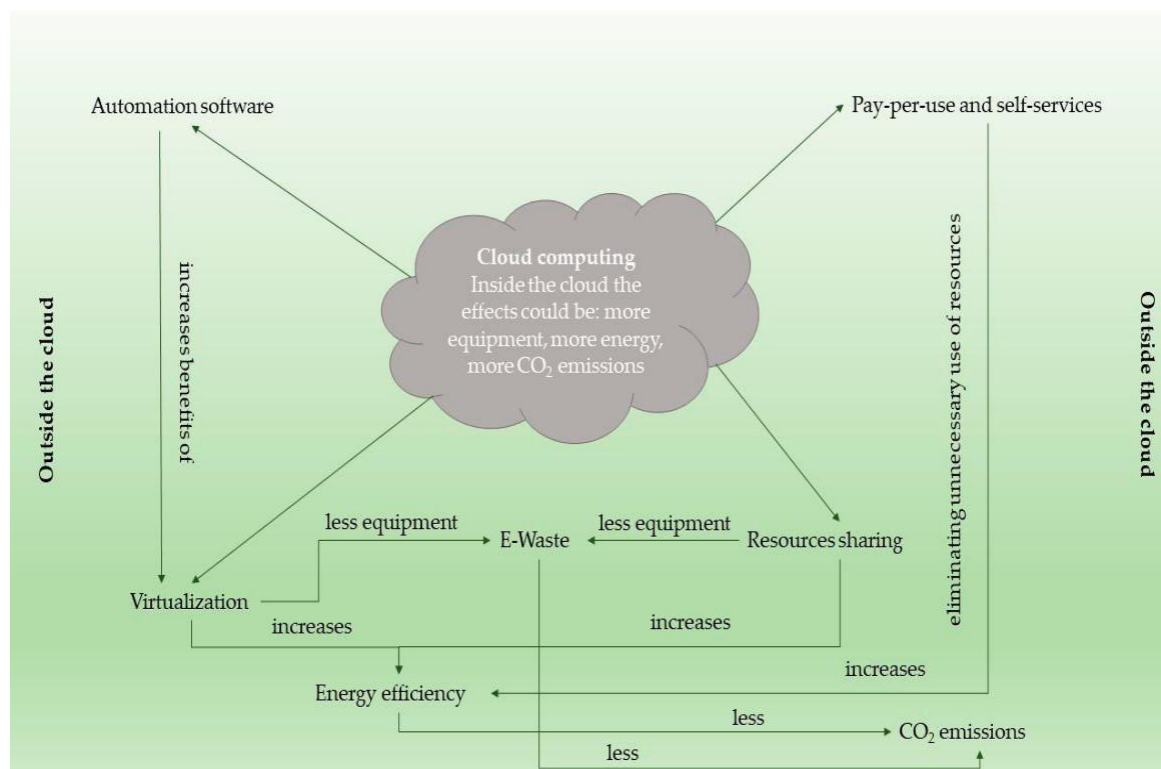 Automation software
Pay-per-use and self-services
Cloud computing
Inside the cloud the
effects could be: more
equipment, more energy,
more CO₂ emissions
Outside the cloud
increases benefits of
eliminating unnecessary use of resources
Outside the cloud
less equipment
E-Waste
less equipment
Resources sharing
Virtualization
increases
increases
increases
Energy efficiency
less
CO₂ emissions
less